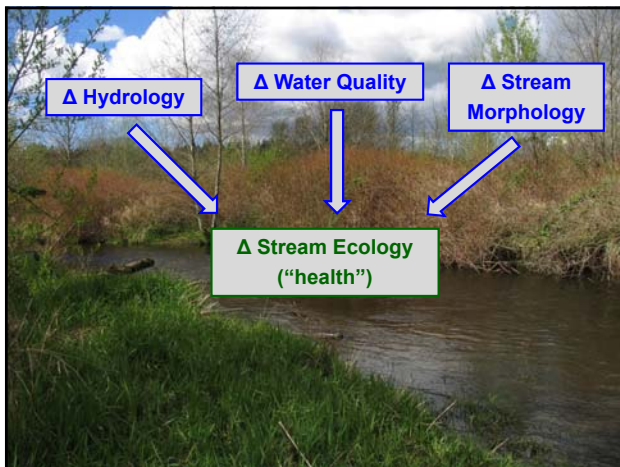 Δ Hydrology
Δ Water Quality
Δ Stream
Morphology
Δ Stream Ecology
(“health”)